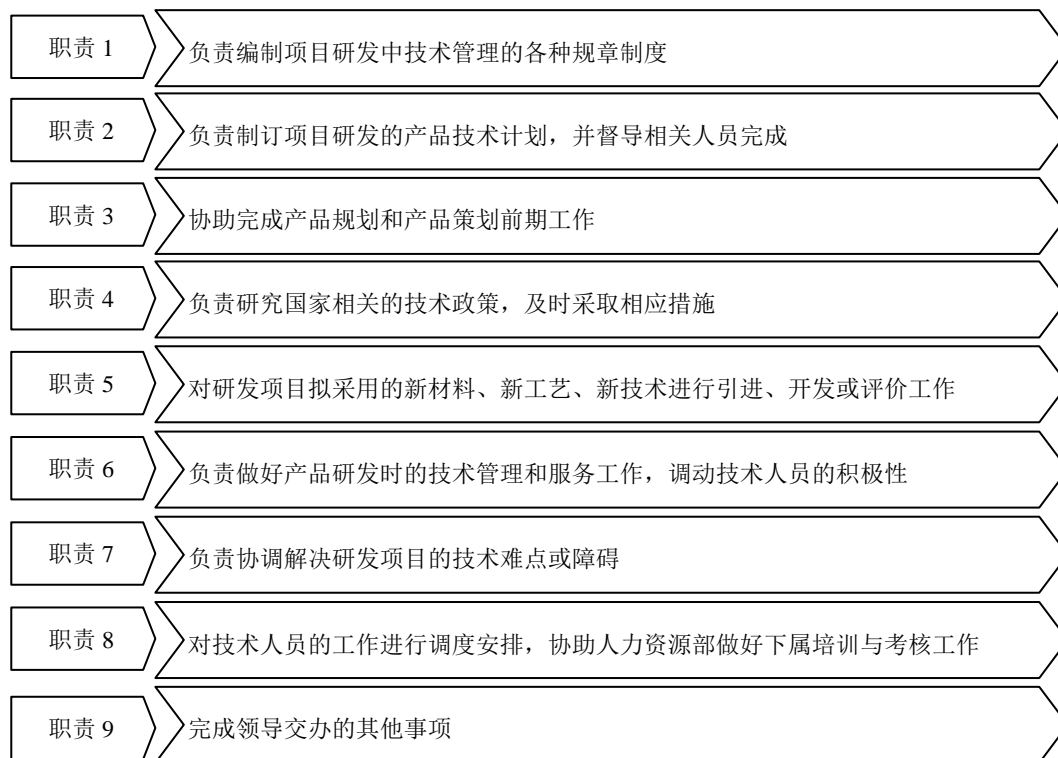 职责 1
负责编制项目研发中技术管理的各种规章制度
职责 2
负责制订项目研发的产品技术计划，并督导相关人员完成
职责 3
协助完成产品规划和产品策划前期工作
职责 4
负责研究国家相关的技术政策，及时采取相应措施
职责 5
对研发项目拟采用的新材料、新工艺、新技术进行引进、开发或评价工作
职责 6
负责做好产品研发时的技术管理和服务工作，调动技术人员的积极性
职责 7
负责协调解决研发项目的技术难点或障碍
职责 8
对技术人员的工作进行调度安排，协助人力资源部做好下属培训与考核工作
职责 9
完成领导交办的其他事项